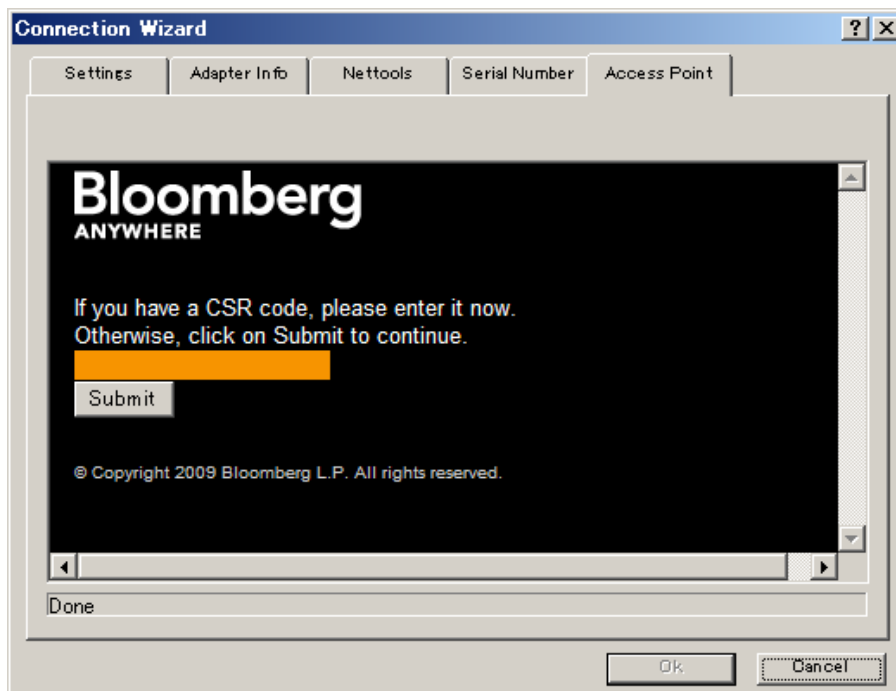 Connection Wizard
Settings Adapter Info Nettools Serial Number Access Point
Bloomberg
ANYWHERE
If you have a CSR code, please enter it now.
Otherwise, click on Submit to continue.
Submit
© Copyright 2009 Bloomberg L.P. All rights reserved.
Done
Ok Cancel